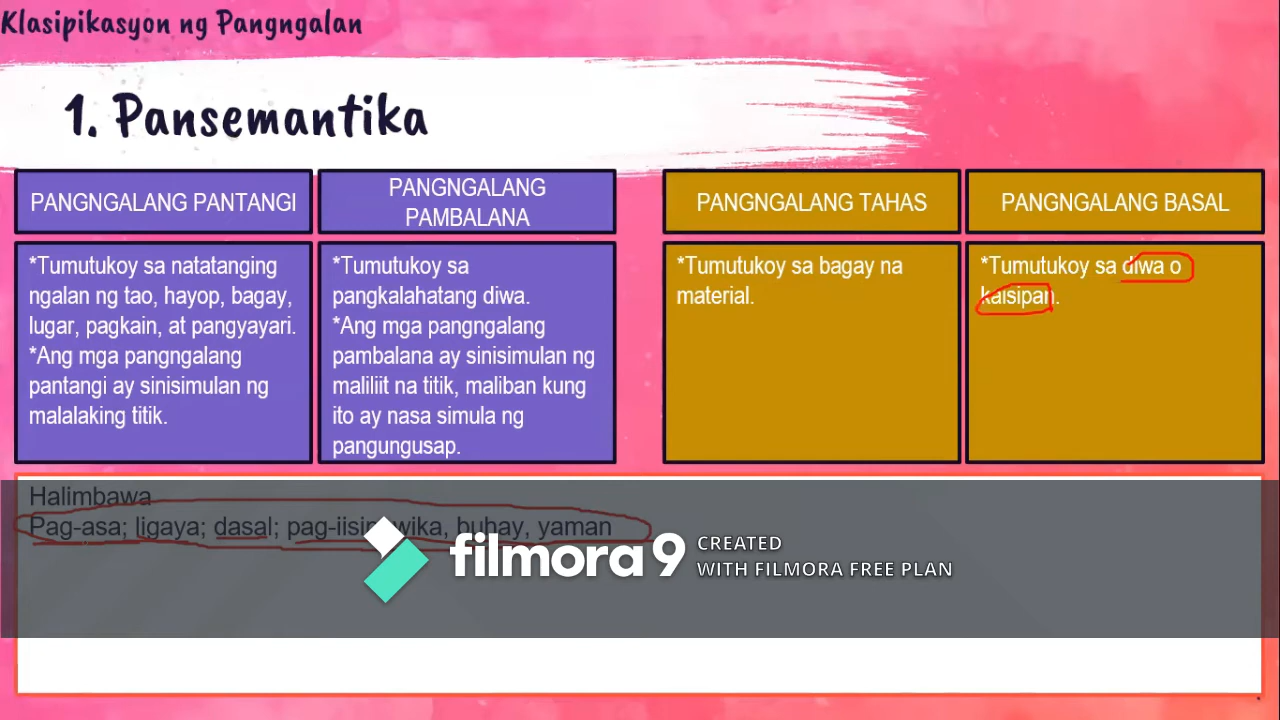 Klasipikasyon ng Pangngalan
1. Pansemantika
PANGNGALANG PANTANGI
*Tumutukoy sa natatanging
ngalan ng tao, hayop, bagay,
lugar, pagkain, at pangyayari.
*Ang mga pangngalang
pantangi ay sinisimulan ng
malalaking titik.
PANGNGALANG
PAMBALANA
*Tumutukoy sa
pangkalahatang diwa.
*Ang mga pangngalang
pambalana ay sinisimulan ng
maliliit na titik, maliban kung
ito ay nasa simula ng
pangungusap.
PANGNGALANG TAHAS
*Tumutukoy sa bagay na
material.
PANGNGALANG BASAL
*Tumutukoy sa diwa o
kaisipan.
Halimbawa
Pag-asa; ligaya; dasal; wika, buhay, yaman
filmora 9
CREATED
WITH FILMORA FREE PLAN